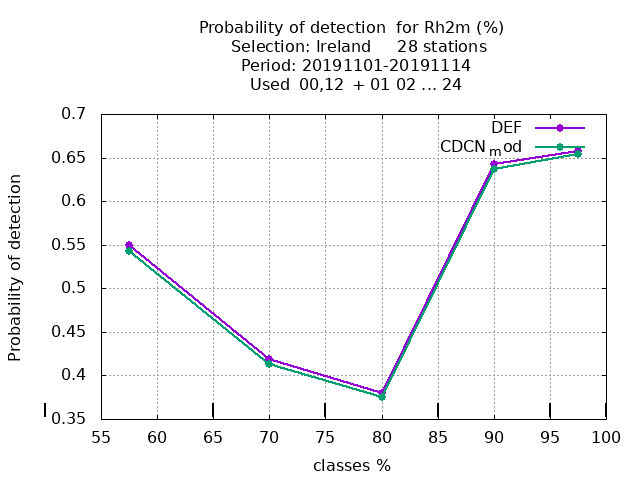 Probability of detection for Rh2m (%)
Selection: Ireland 28 stations
Period: 20191101-20191114
Used 00,12 + 01 02 ... 24
DEF
CDCNmod
0.7
0.65
0.6
0.55
0.5
0.45
0.4
0.35
Probability of detection
55 60 65 70 75 80 85 90 95 100
classes %